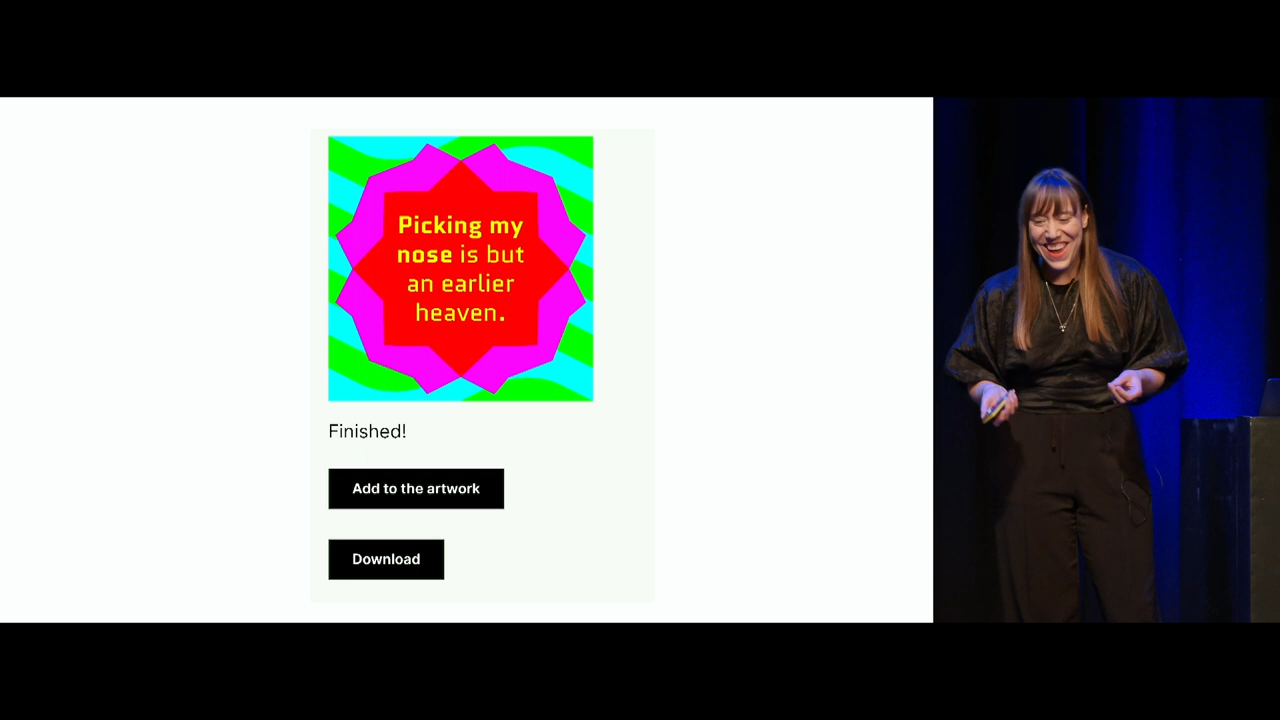 Picking my
nose is but
an earlier
heaven.
Finished!
Add to the artwork
Download